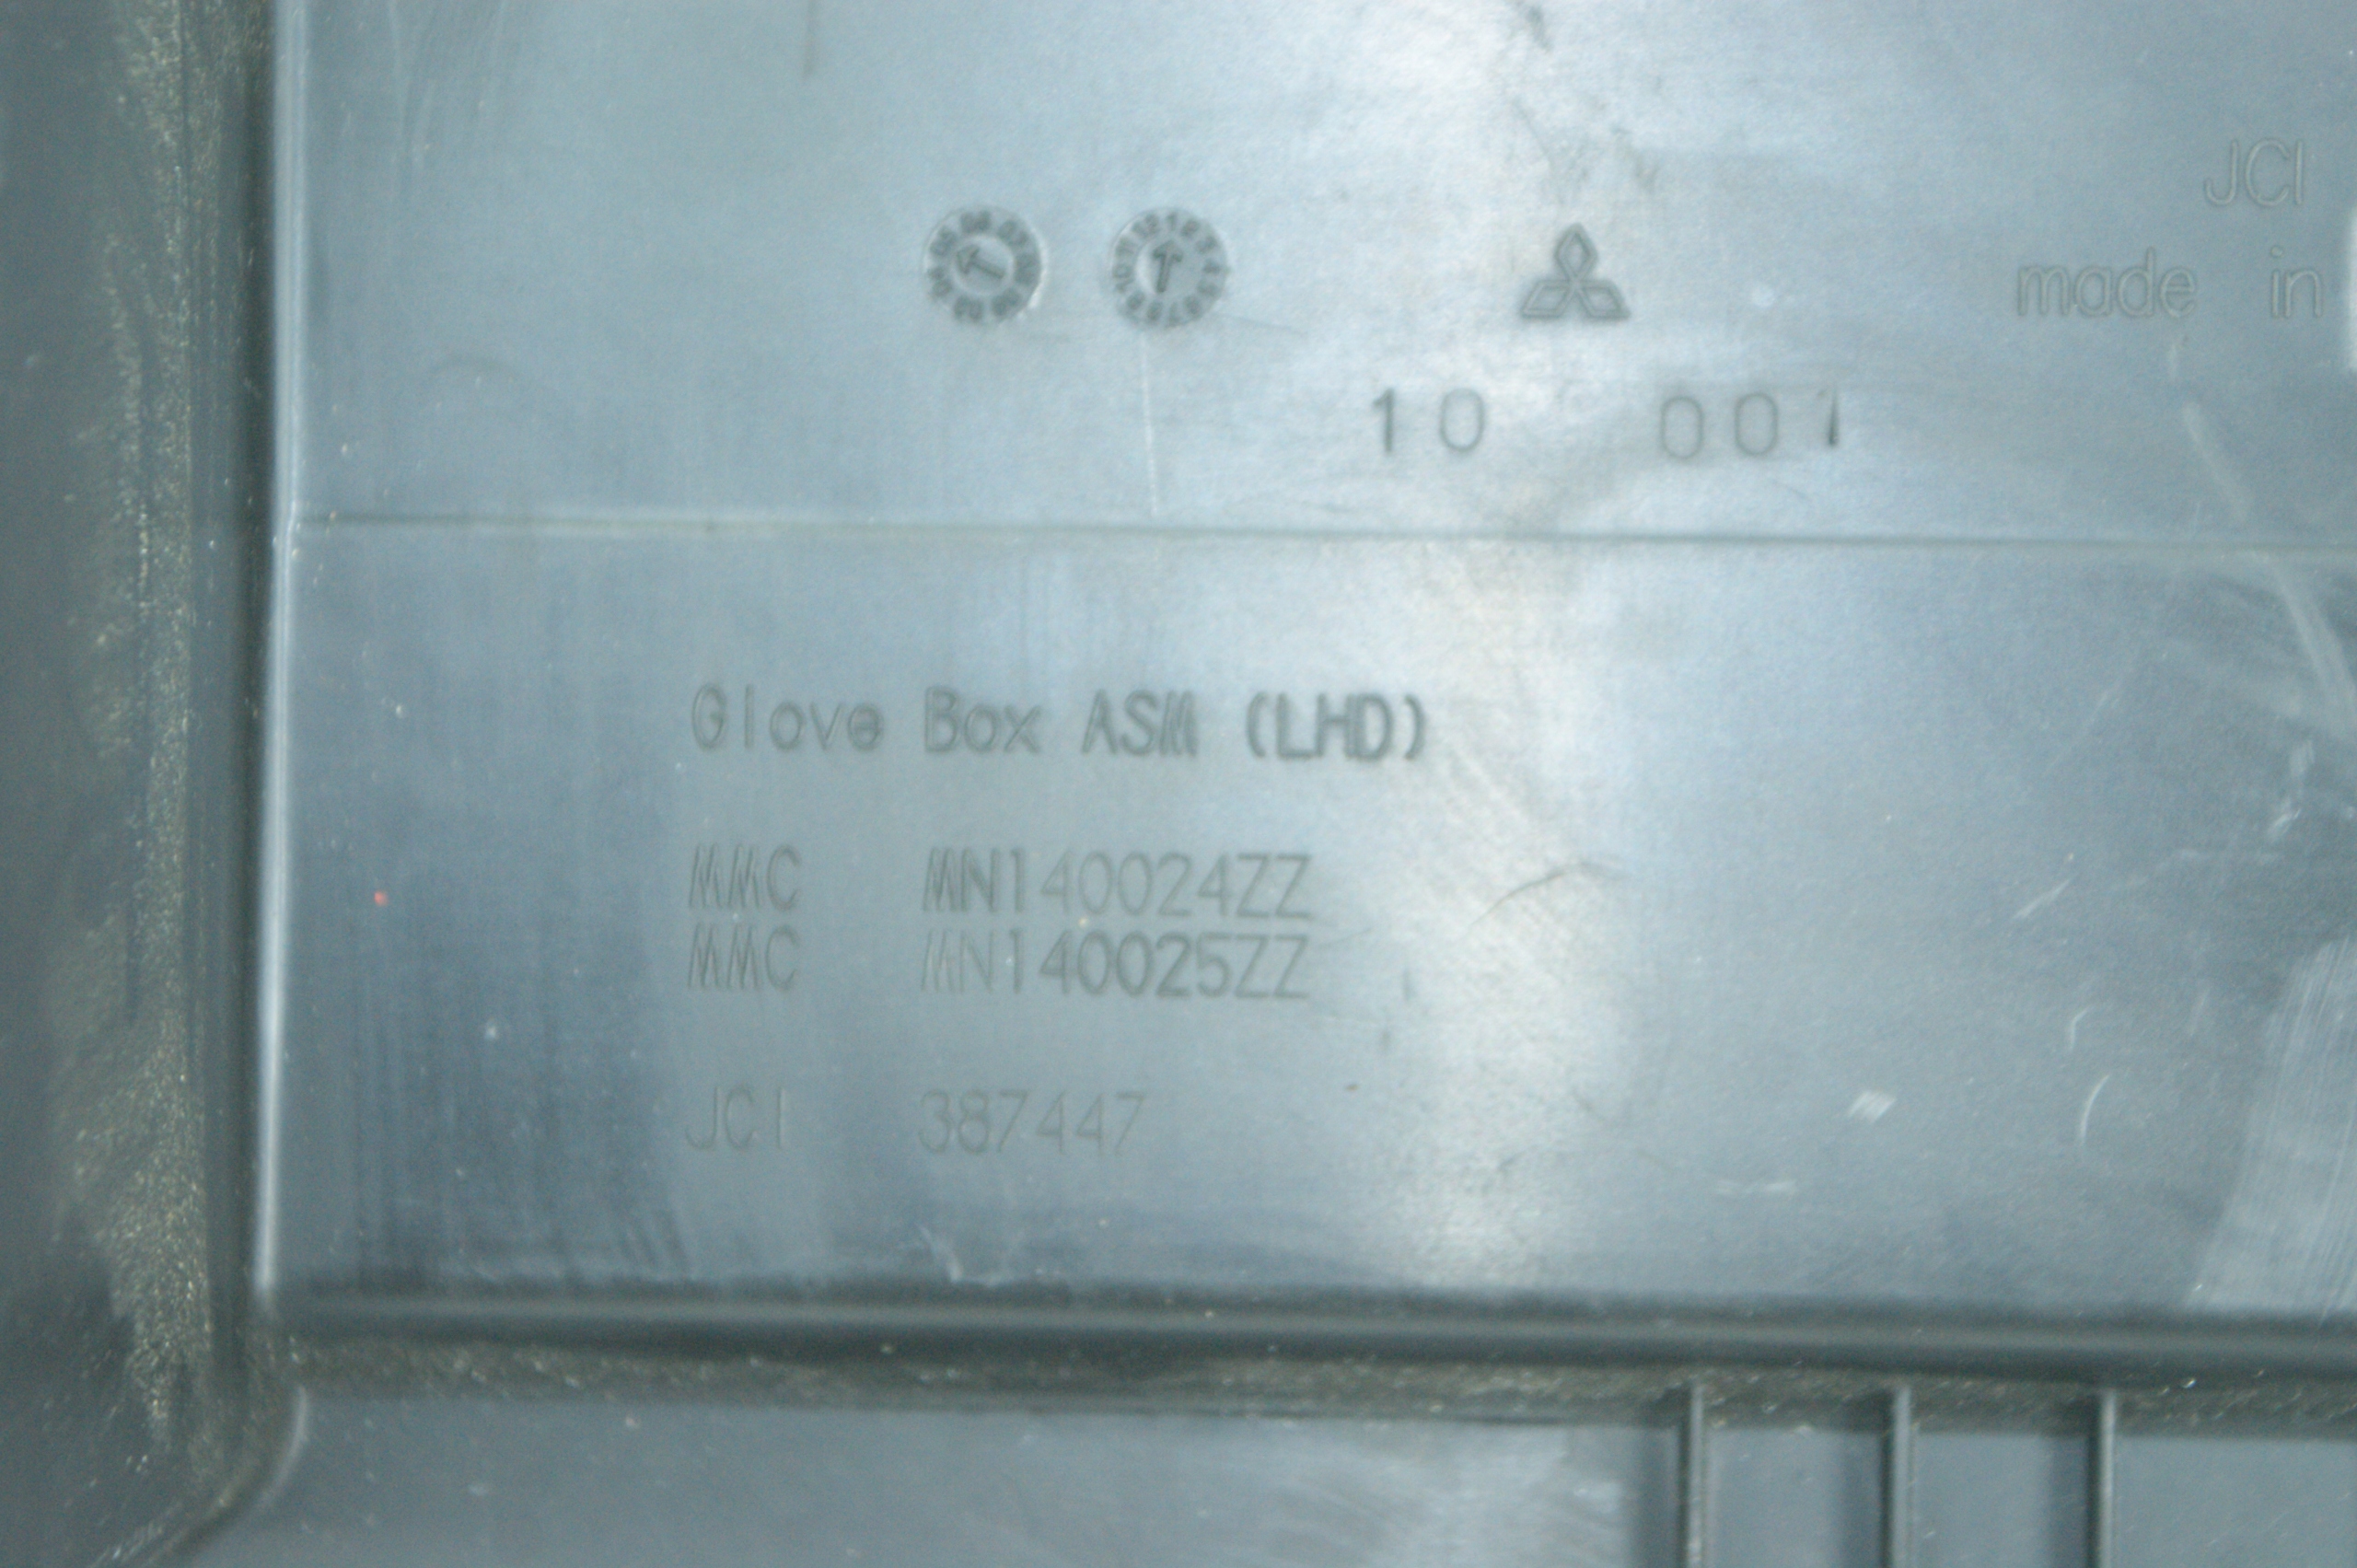 JCI
made in
10 001
Glove Box ASM (LHD)
MMC MN140024ZZ
MMC MN140025ZZ
JCI 387447